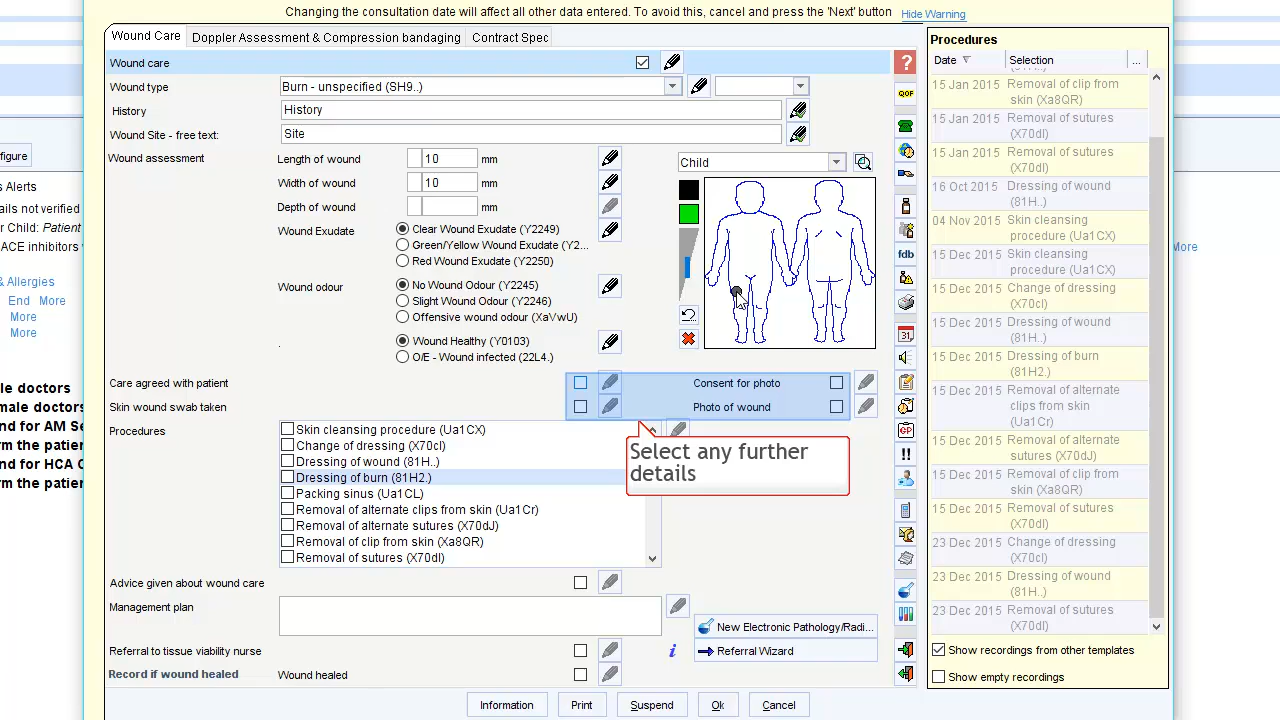 Changing the consultation date will affect all other data entered. To avoid this, cancel and press the 'Next' button Hide Warning
Wound Care Doppler Assessment & Compression bandaging Contract Spec
Wound care
Wound type Burn - unspecified (SH9..)
History History
Wound Site - free text: Site
Wound assessment Length of wound 10 mm Child
Width of wound 10 mm
Depth of wound mm
Wound Exudate Clear Wound Exudate (Y2249)
Green/Yellow Wound Exudate (Y2...
Red Wound Exudate (Y2250)
Wound odour No Wound Odour (Y2245)
Slight Wound Odour (Y2246)
Offensive wound odour (XaVwU)
. Wound Healthy (Y0103)
O/E - Wound infected (22L4.)
Care agreed with patient Consent for photo
Skin wound swab taken Photo of wound
Procedures Skin cleansing procedure (Ua1CX)
Change of dressing (X70cl)
Dressing of wound (81H..)
Dressing of burn (81H2.)
Packing sinus (Ua1CL)
Removal of alternate clips from skin (Ua1Cr)
Removal of alternate sutures (X70dJ)
Removal of clip from skin (Xa8QR)
Removal of sutures (X70dl)
Select any further
details
Advice given about wound care
Management plan
New Electronic Pathology/Radi...
Referral Wizard
Referral to tissue viability nurse
Record if wound healed Wound healed
Information Print Suspend Ok Cancel
?
QOF
fdb
31
GP
!!
i
Procedures
Date Selection ...
15 Jan 2015 Removal of clip from
skin (Xa8QR)
15 Jan 2015 Removal of sutures
(X70dl)
15 Jan 2015 Removal of sutures
(X70dl)
16 Oct 2015 Dressing of wound
(81H..)
04 Nov 2015 Skin cleansing
procedure (Ua1CX)
15 Dec 2015 Skin cleansing
procedure (Ua1CX)
15 Dec 2015 Change of dressing
(X70cl)
15 Dec 2015 Dressing of wound
(81H..)
15 Dec 2015 Dressing of burn
(81H2.)
15 Dec 2015 Removal of alternate
clips from skin
(Ua1Cr)
15 Dec 2015 Removal of alternate
sutures (X70dJ)
15 Dec 2015 Removal of clip from
skin (Xa8QR)
15 Dec 2015 Removal of sutures
(X70dl)
23 Dec 2015 Change of dressing
(X70cl)
23 Dec 2015 Dressing of wound
(81H..)
23 Dec 2015 Removal of sutures
(X70dl)
Show recordings from other templates
Show empty recordings
figure
s Alerts
ails not verified
r Child: Patient
ACE inhibitors v
& Allergies
End More
More
More
le doctors
male doctors
nd for AM Se
rm the patien
nd for HCA C
rm the patien
More